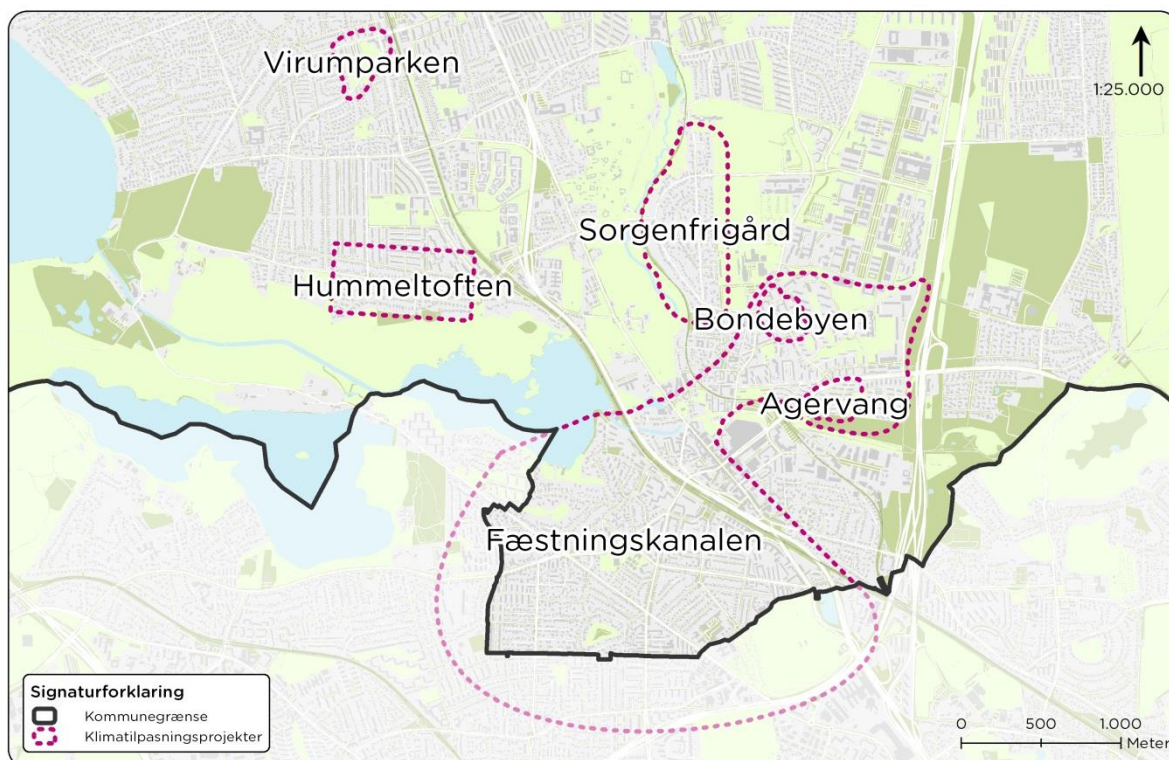 Virumparken
1:25.000
Sorgenfrigård
Hummeltoften
Bondebyen
Agervang
Fæstningskanalen
Signaturforklaring
Kommunegrænse
Klimatilpasningsprojekter
0 500 1.000
Meter